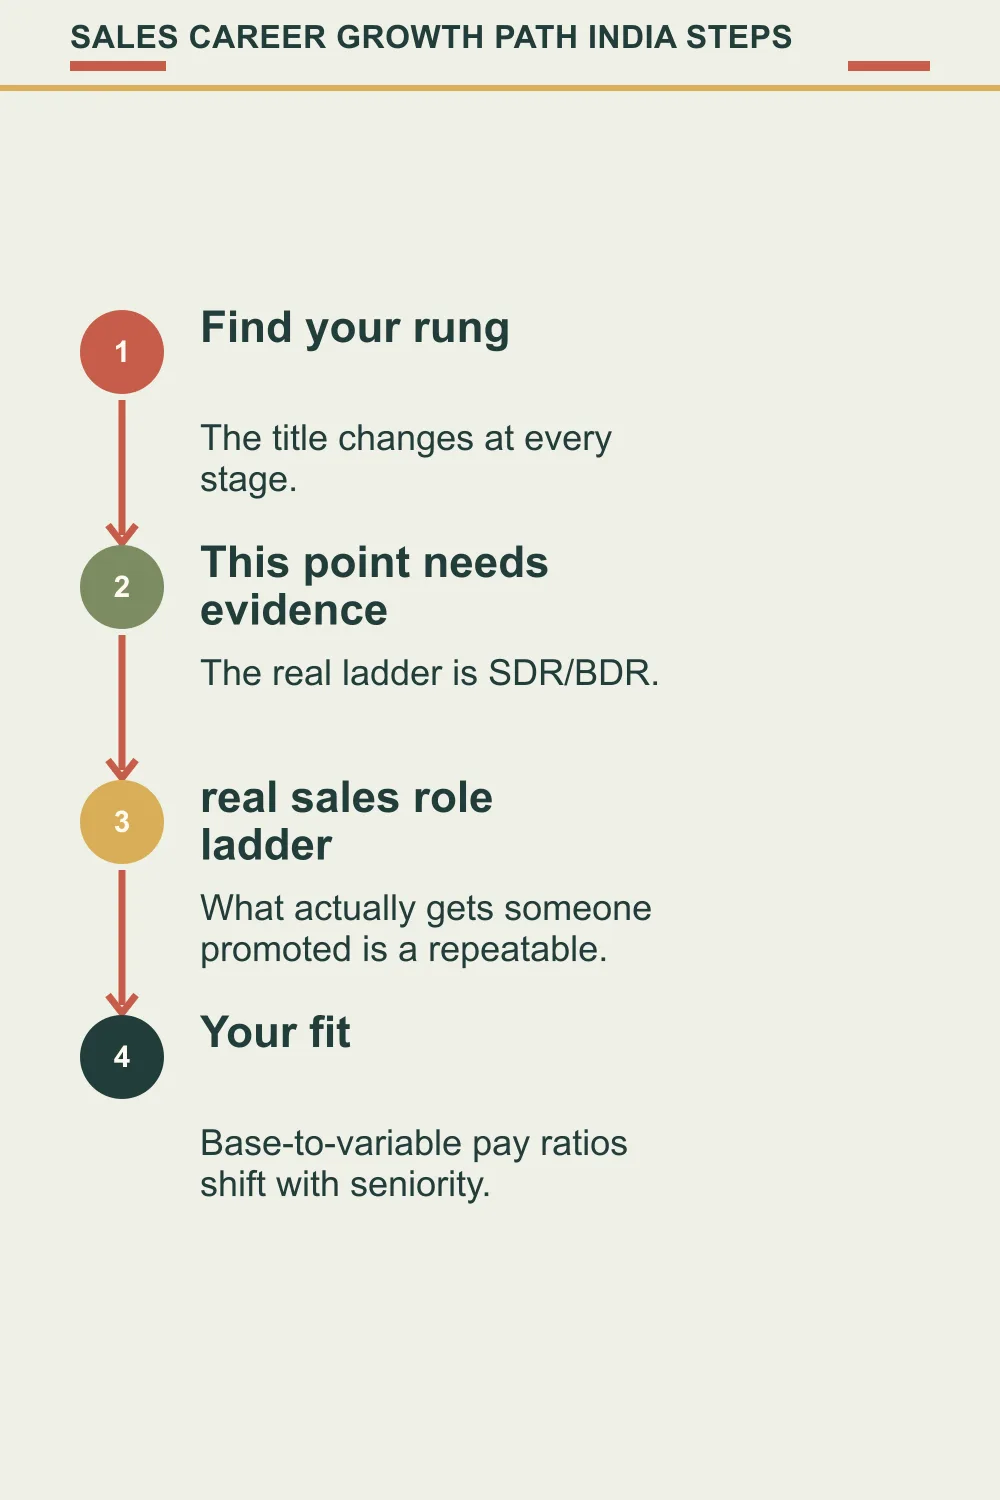 SALES CAREER GROWTH PATH INDIA STEPS
1
Find your rung
The title changes at every
stage.
2
This point needs
evidence
The real ladder is SDR/BDR.
3
real sales role
ladder
What actually gets someone
promoted is a repeatable.
4
Your fit
Base-to-variable pay ratios
shift with seniority.